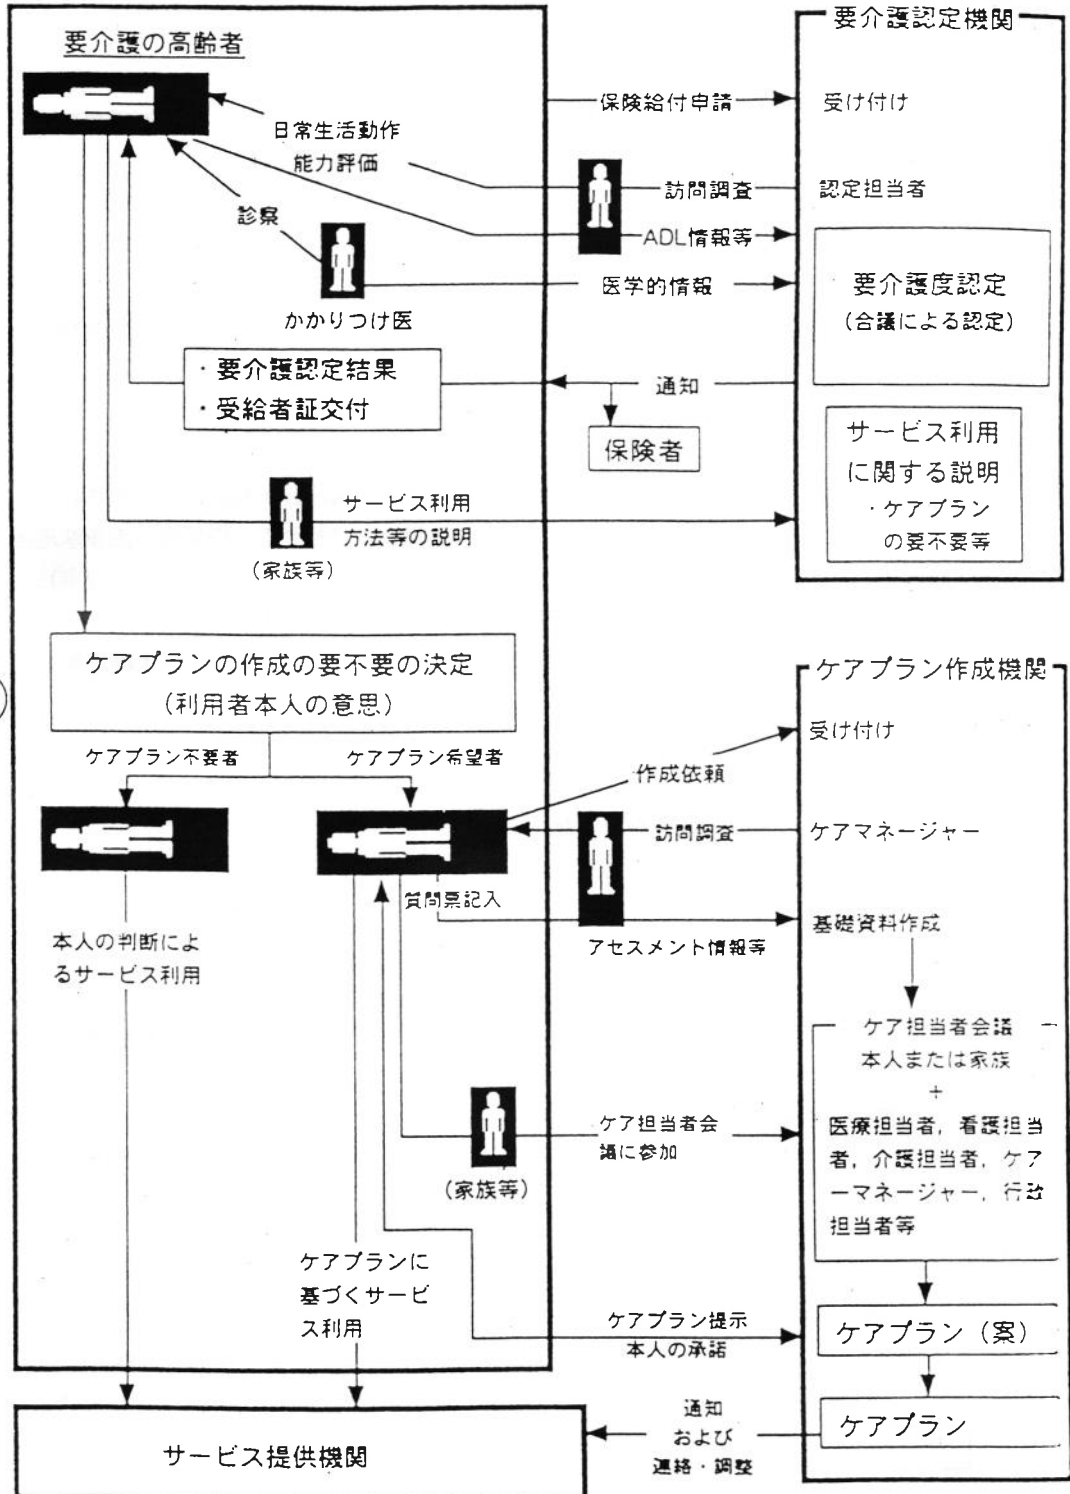 要介護の高齢者
要介護認定機関
保険給付申請
受け付け
日常生活動作
能力評価
訪問調査
認定担当者
診察
ADL情報等
医学的情報
要介護度認定
（合議による認定）
かかりつけ医
・要介護認定結果
・受給者証交付
通知
保険者
サービス利用
に関する説明
・ケアプラン
の要不要等
サービス利用
方法等の説明
（家族等）
ケアプランの作成の要不要の決定
（利用者本人の意思）
ケアプラン不要者
ケアプラン希望者
ケアプラン作成機関
受け付け
作成依頼
訪問調査
ケアマネージャー
質問票記入
基礎資料作成
アセスメント情報等
本人の判断によ
るサービス利用
ケア担当者会議
本人または家族
+
医療担当者，看護担当
者，介護担当者，ケア
ーマネージャー，行政
担当者等
ケア担当者会
議に参加
（家族等）
ケアプランに
基づくサービ
ス利用
ケアプラン提示
本人の承諾
ケアプラン（案）
ケアプラン
通知
および
連絡・調整
サービス提供機関